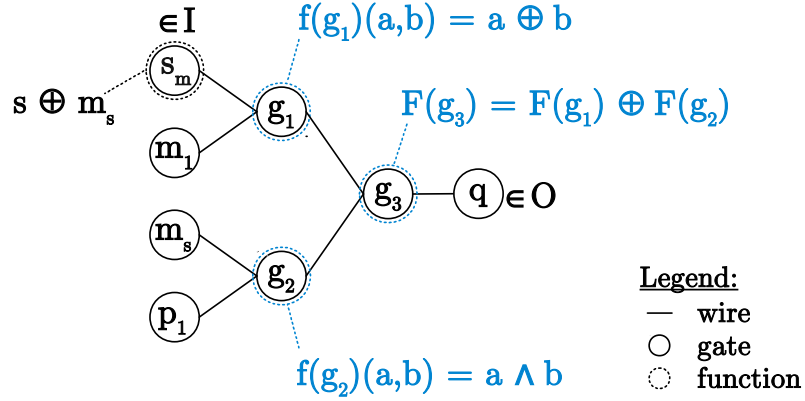 ∈I
f(g₁)(a,b) = a ⊕ b
sₘ
s ⊕ mₛ
g₁
F(g₃) = F(g₁) ⊕ F(g₂)
m₁
g₃
q
∈O
mₛ
g₂
p₁
f(g₂)(a,b) = a ∧ b
Legend:
wire
gate
function